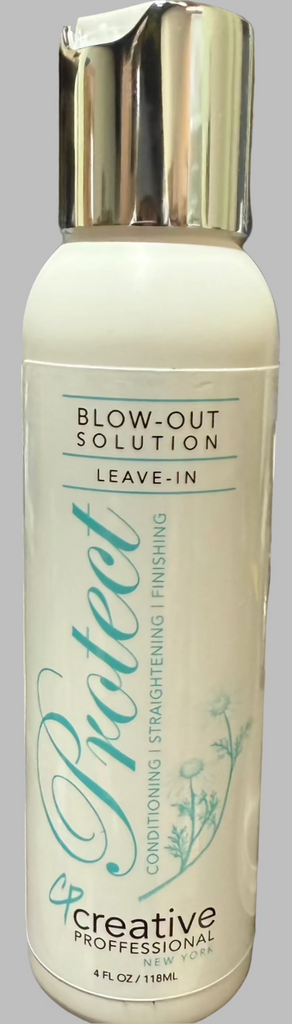 BLOW-OUT
SOLUTION
LEAVE-IN
Protect
CONDITIONING | STRAIGHTENING | FINISHING
CP
creative
PROFFESSIONAL
NEW YORK
4 FL OZ / 118ML